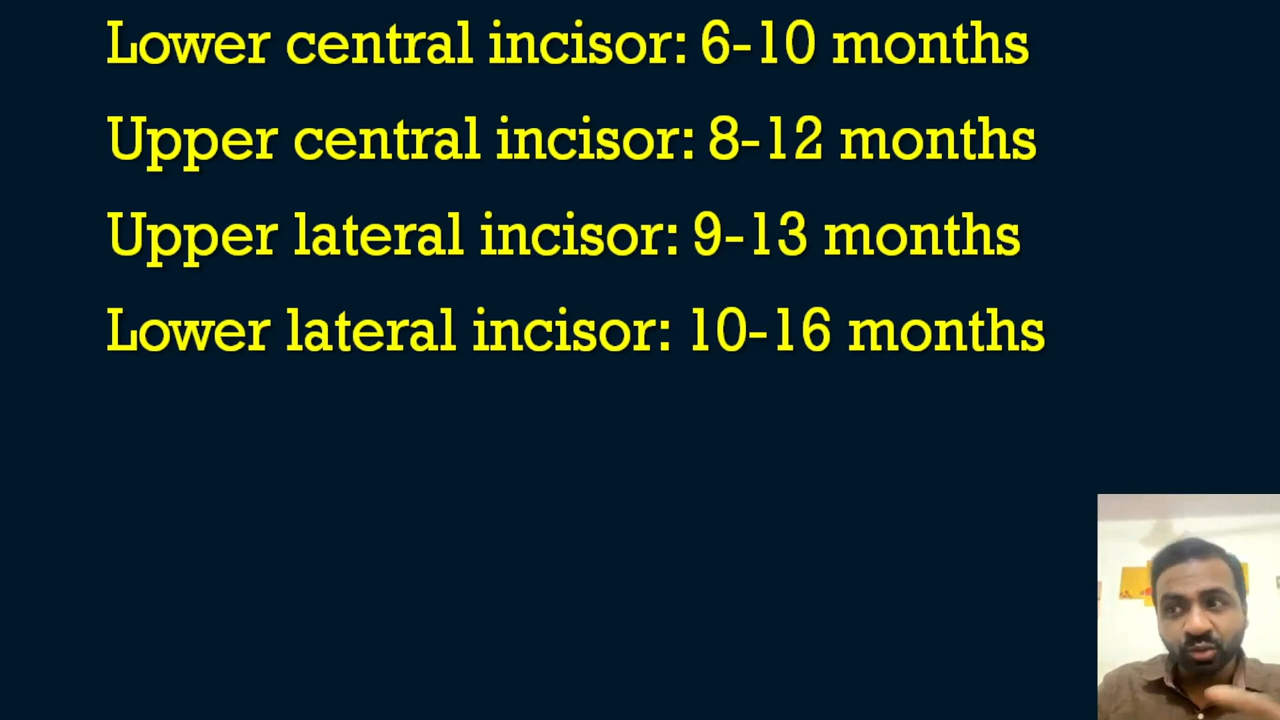 Lower central incisor: 6-10 months
Upper central incisor: 8-12 months
Upper lateral incisor: 9-13 months
Lower lateral incisor: 10-16 months